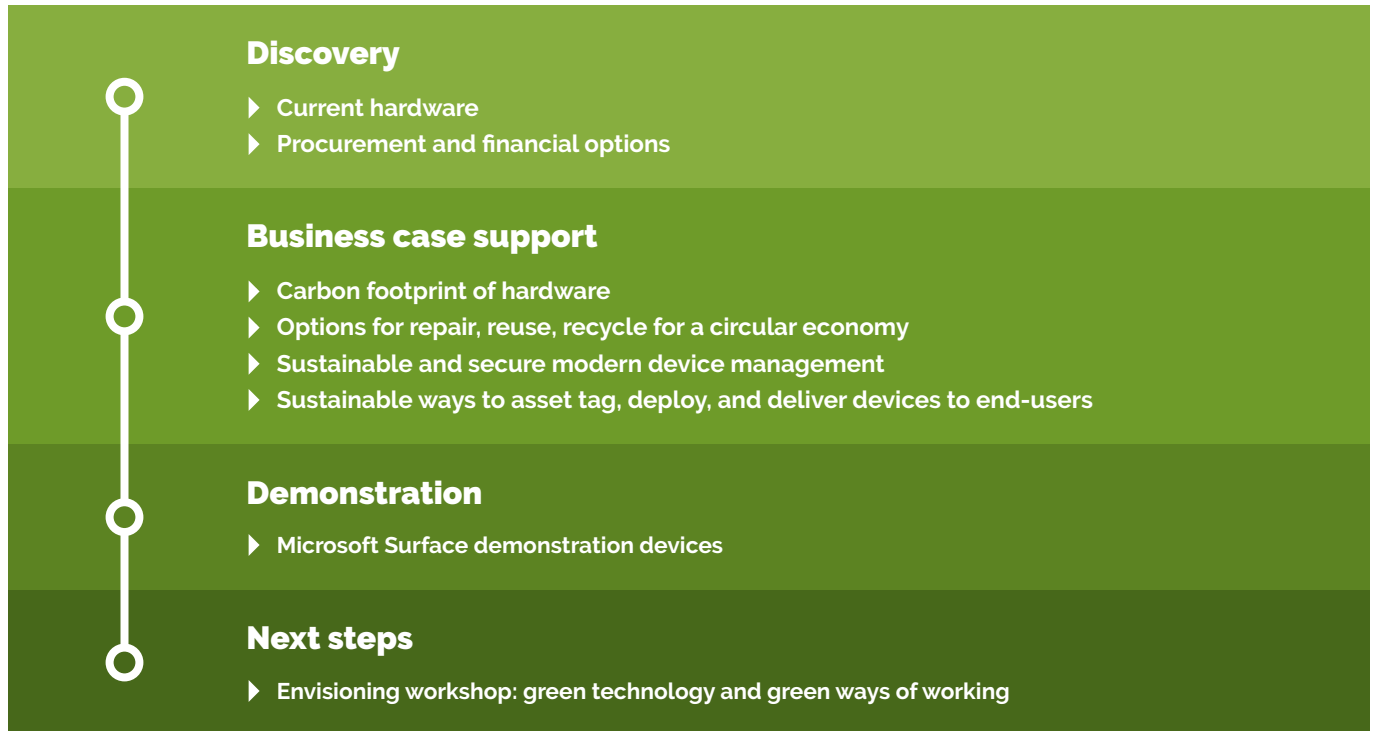 Discovery
Current hardware
Procurement and financial options
Business case support
Carbon footprint of hardware
Options for repair, reuse, recycle for a circular economy
Sustainable and secure modern device management
Sustainable ways to asset tag, deploy, and deliver devices to end-users
Demonstration
Microsoft Surface demonstration devices
Next steps
Envisioning workshop: green technology and green ways of working